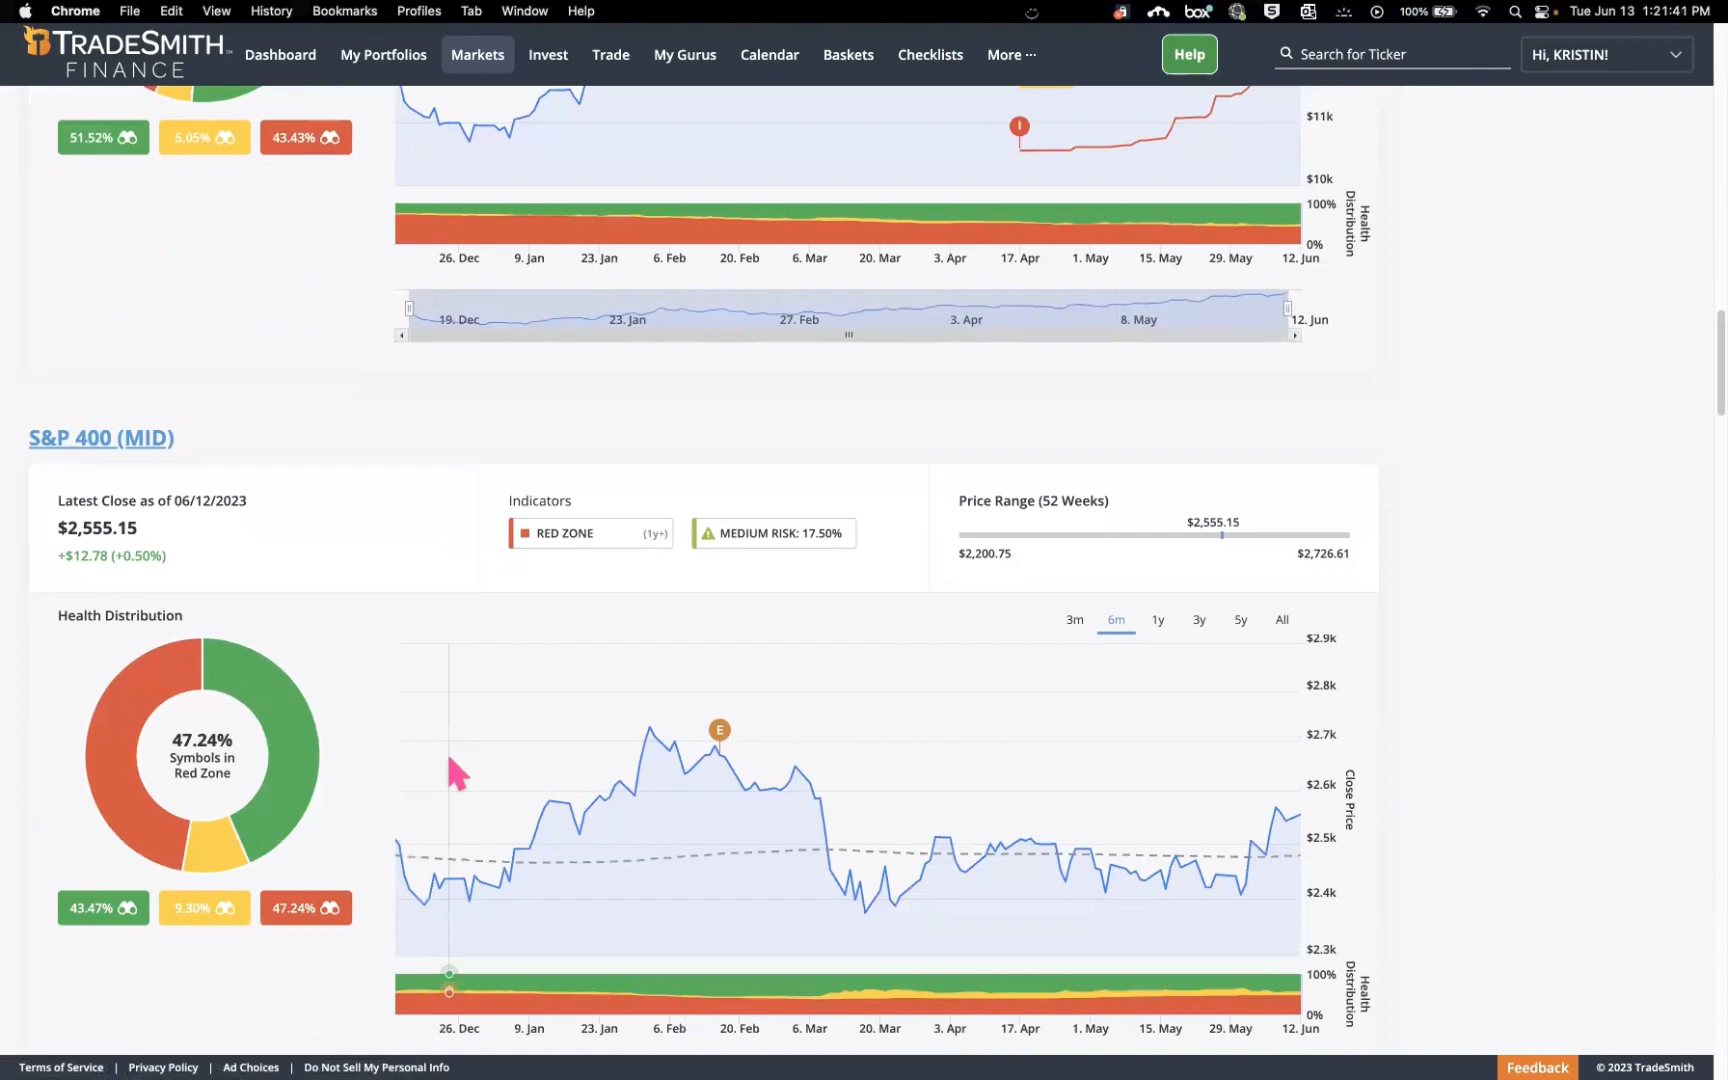 Chrome File Edit View History Bookmarks Profiles Tab Window Help box 100% Tue Jun 13 1:21:41 PM
TRADESMITH
FINANCE
Dashboard My Portfolios Markets Invest Trade My Gurus Calendar Baskets Checklists More ··· Help Search for Ticker Hi, KRISTIN!
51.52% 5.05% 43.43%
I
$11k
$10k
100%
0%
Health Distribution
26. Dec 9. Jan 23. Jan 6. Feb 20. Feb 6. Mar 20. Mar 3. Apr 17. Apr 1. May 15. May 29. May 12. Jun
19. Dec 23. Jan 27. Feb 3. Apr 8. May 12. Jun
S&P 400 (MID)
Latest Close as of 06/12/2023
$2,555.15
+$12.78 (+0.50%)
Indicators
RED ZONE (1y+) MEDIUM RISK: 17.50%
Price Range (52 Weeks)
$2,555.15
$2,200.75 $2,726.61
Health Distribution
47.24%
Symbols in
Red Zone
43.47% 9.30% 47.24%
3m 6m 1y 3y 5y All
E
$2.9k
$2.8k
$2.7k
$2.6k
$2.5k
$2.4k
$2.3k
Close Price
100%
0%
Health Distribution
26. Dec 9. Jan 23. Jan 6. Feb 20. Feb 6. Mar 20. Mar 3. Apr 17. Apr 1. May 15. May 29. May 12. Jun
Terms of Service | Privacy Policy | Ad Choices | Do Not Sell My Personal Info Feedback © 2023 TradeSmith